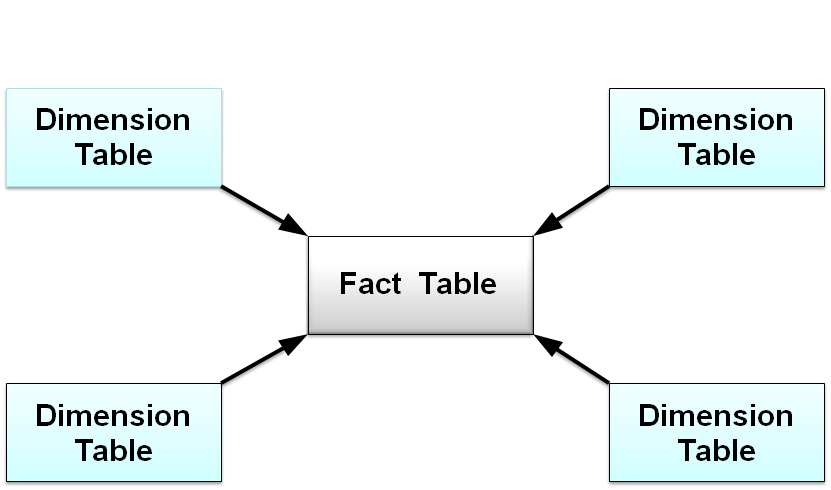 Dimension
Table
Dimension
Table
Fact Table
Dimension
Table
Dimension
Table